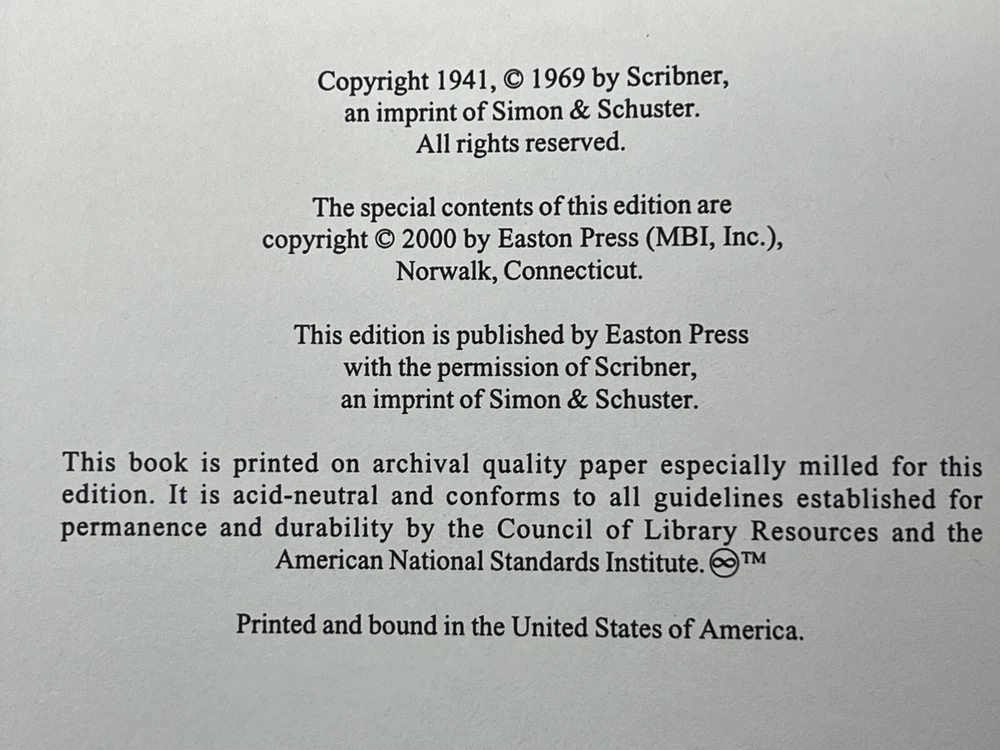 Copyright 1941, © 1969 by Scribner,
an imprint of Simon & Schuster.
All rights reserved.
The special contents of this edition are
copyright © 2000 by Easton Press (MBI, Inc.),
Norwalk, Connecticut.
This edition is published by Easton Press
with the permission of Scribner,
an imprint of Simon & Schuster.
This book is printed on archival quality paper especially milled for this
edition. It is acid-neutral and conforms to all guidelines established for
permanence and durability by the Council of Library Resources and the
American National Standards Institute. ♾™
Printed and bound in the United States of America.